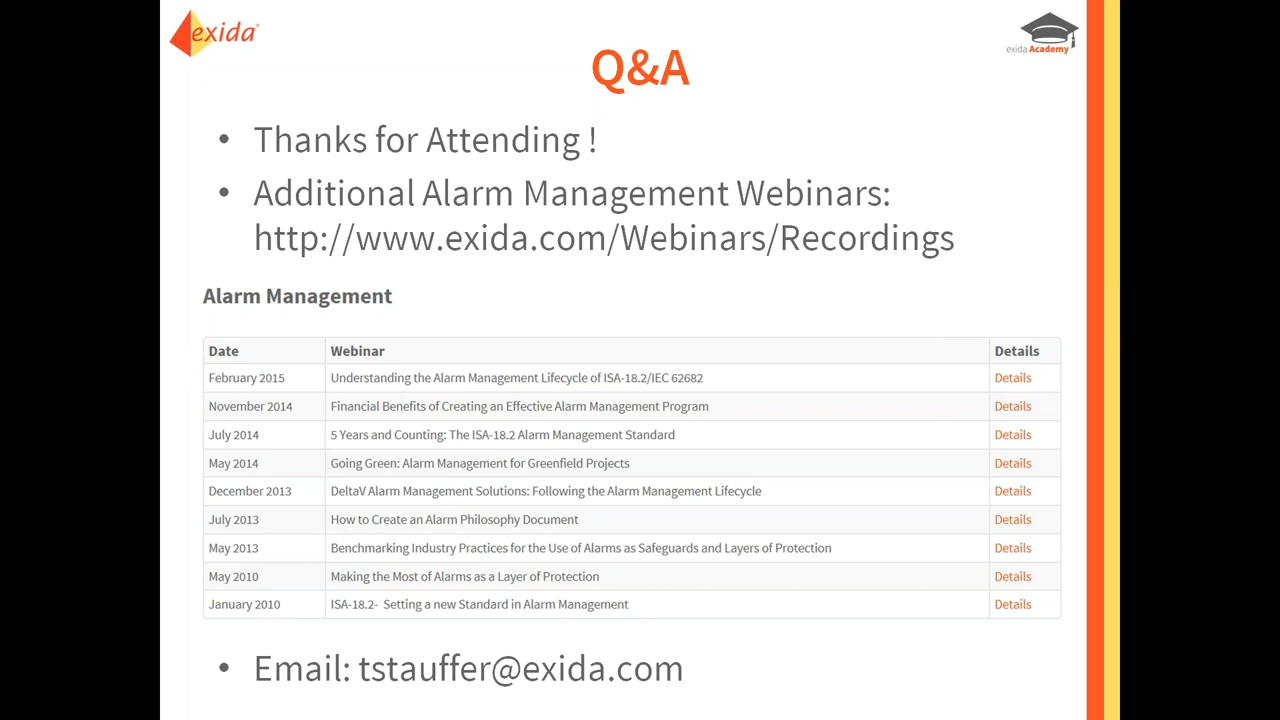 exida
exida Academy
Q&A
• Thanks for Attending !
• Additional Alarm Management Webinars:
http://www.exida.com/Webinars/Recordings
Alarm Management
Date Webinar Details
February 2015 Understanding the Alarm Management Lifecycle of ISA-18.2/IEC 62682 Details
November 2014 Financial Benefits of Creating an Effective Alarm Management Program Details
July 2014 5 Years and Counting: The ISA-18.2 Alarm Management Standard Details
May 2014 Going Green: Alarm Management for Greenfield Projects Details
December 2013 DeltaV Alarm Management Solutions: Following the Alarm Management Lifecycle Details
July 2013 How to Create an Alarm Philosophy Document Details
May 2013 Benchmarking Industry Practices for the Use of Alarms as Safeguards and Layers of Protection Details
May 2010 Making the Most of Alarms as a Layer of Protection Details
January 2010 ISA-18.2- Setting a new Standard in Alarm Management Details
• Email: tstauffer@exida.com